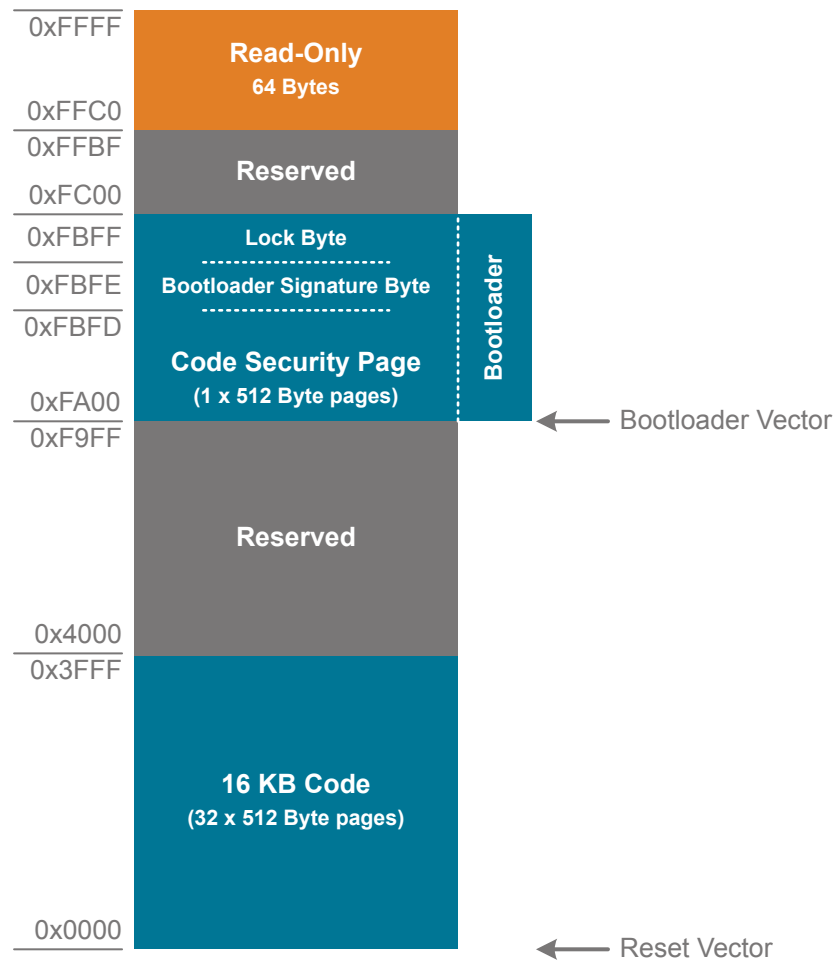 0xFFFF
Read-Only
64 Bytes
0xFFC0
0xFFBF
Reserved
0xFC00
0xFBFF
Lock Byte
0xFBFE
Bootloader Signature Byte
0xFBFD
Bootloader
Code Security Page
(1 x 512 Byte pages)
0xFA00
Bootloader Vector
0xF9FF
Reserved
0x4000
0x3FFF
16 KB Code
(32 x 512 Byte pages)
0x0000
Reset Vector